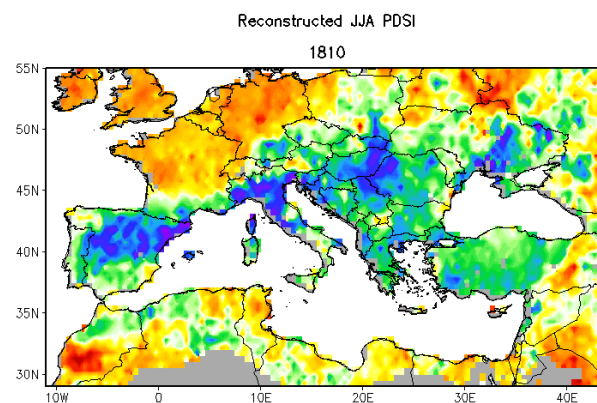 Reconstructed JJA PDSI
1810
55N
50N
45N
40N
35N
30N
10W 0 10E 20E 30E 40E